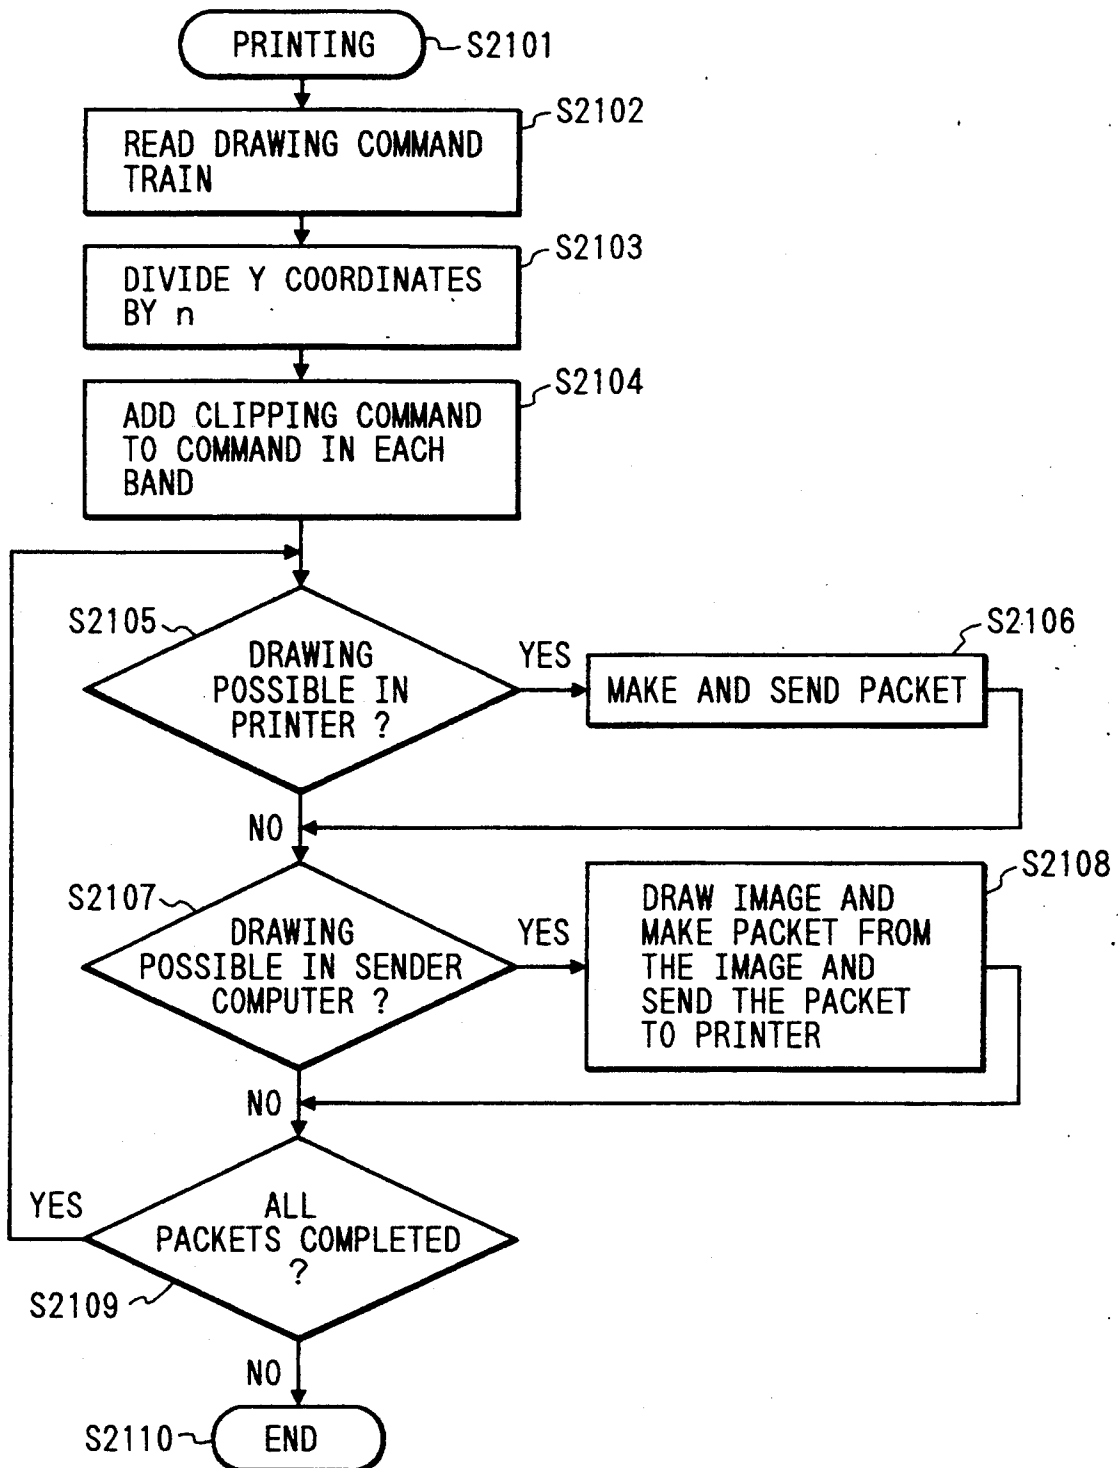 PRINTING
S2101
S2102
READ DRAWING COMMAND
TRAIN
S2103
DIVIDE Y COORDINATES
BY n
S2104
ADD CLIPPING COMMAND
TO COMMAND IN EACH
BAND
S2105
DRAWING
POSSIBLE IN
PRINTER ?
YES
S2106
MAKE AND SEND PACKET
NO
S2107
DRAWING
POSSIBLE IN SENDER
COMPUTER ?
YES
S2108
DRAW IMAGE AND
MAKE PACKET FROM
THE IMAGE AND
SEND THE PACKET
TO PRINTER
NO
YES
ALL
PACKETS COMPLETED
?
S2109
NO
S2110
END